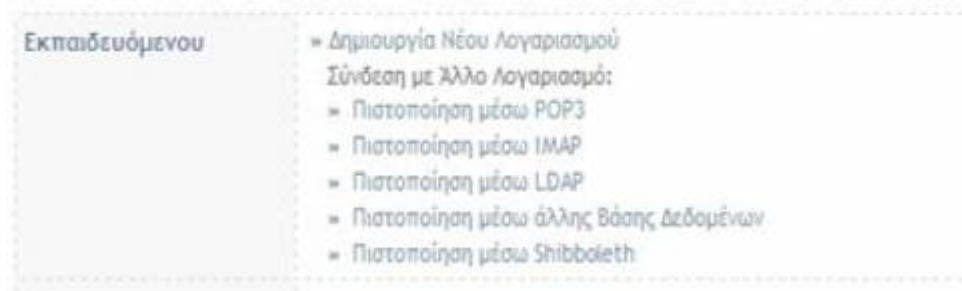 Εκπαιδευόμενου
» Δημιουργία Νέου Λογαριασμού
Σύνδεση με Άλλο Λογαριασμό:
» Πιστοποίηση μέσω POP3
» Πιστοποίηση μέσω IMAP
» Πιστοποίηση μέσω LDAP
» Πιστοποίηση μέσω άλλης Βάσης Δεδομένων
» Πιστοποίηση μέσω Shibboleth